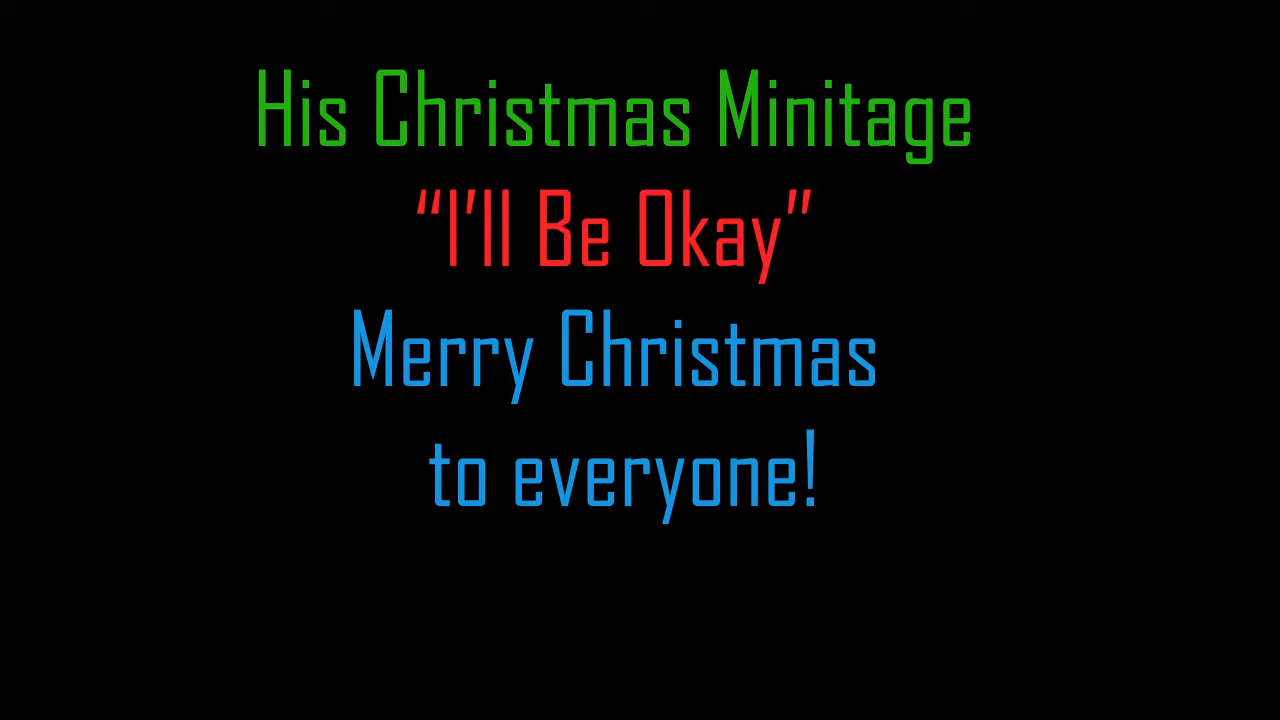 His Christmas Minitage
“I’ll Be Okay”
Merry Christmas
to everyone!